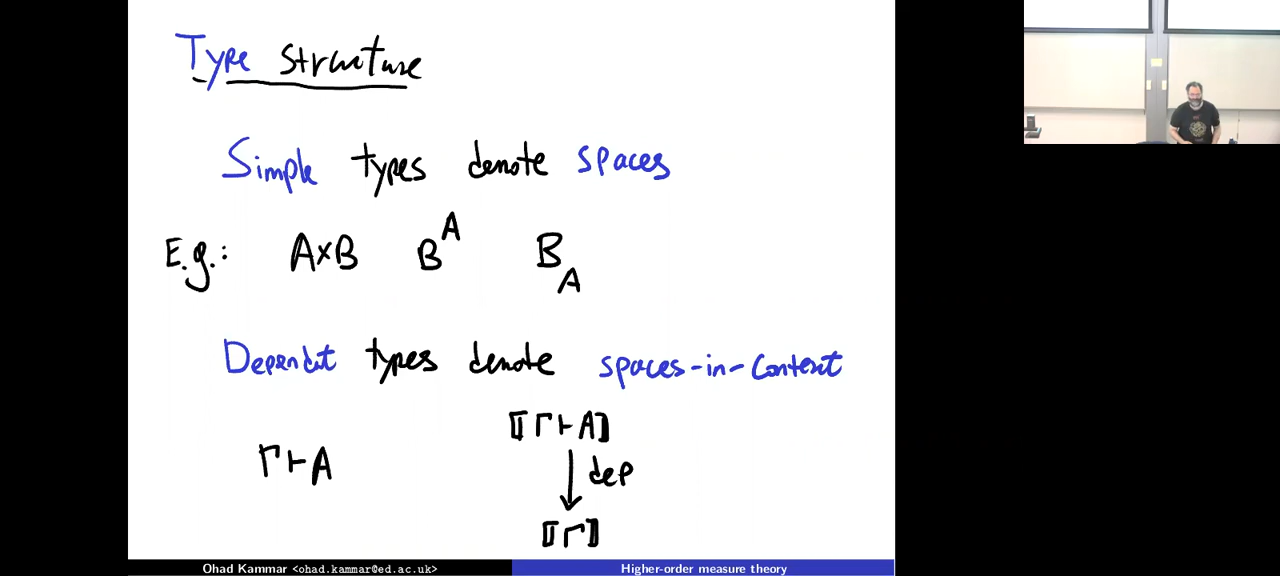 Type structure
Simple types denote spaces
E.g.: A×B B^A B_A
Dependent types denote spaces-in-context
Γ⊢A ⟦Γ⊢A⟧
↓ dep
⟦Γ⟧
Ohad Kammar <ohad.kammar@ed.ac.uk> Higher-order measure theory